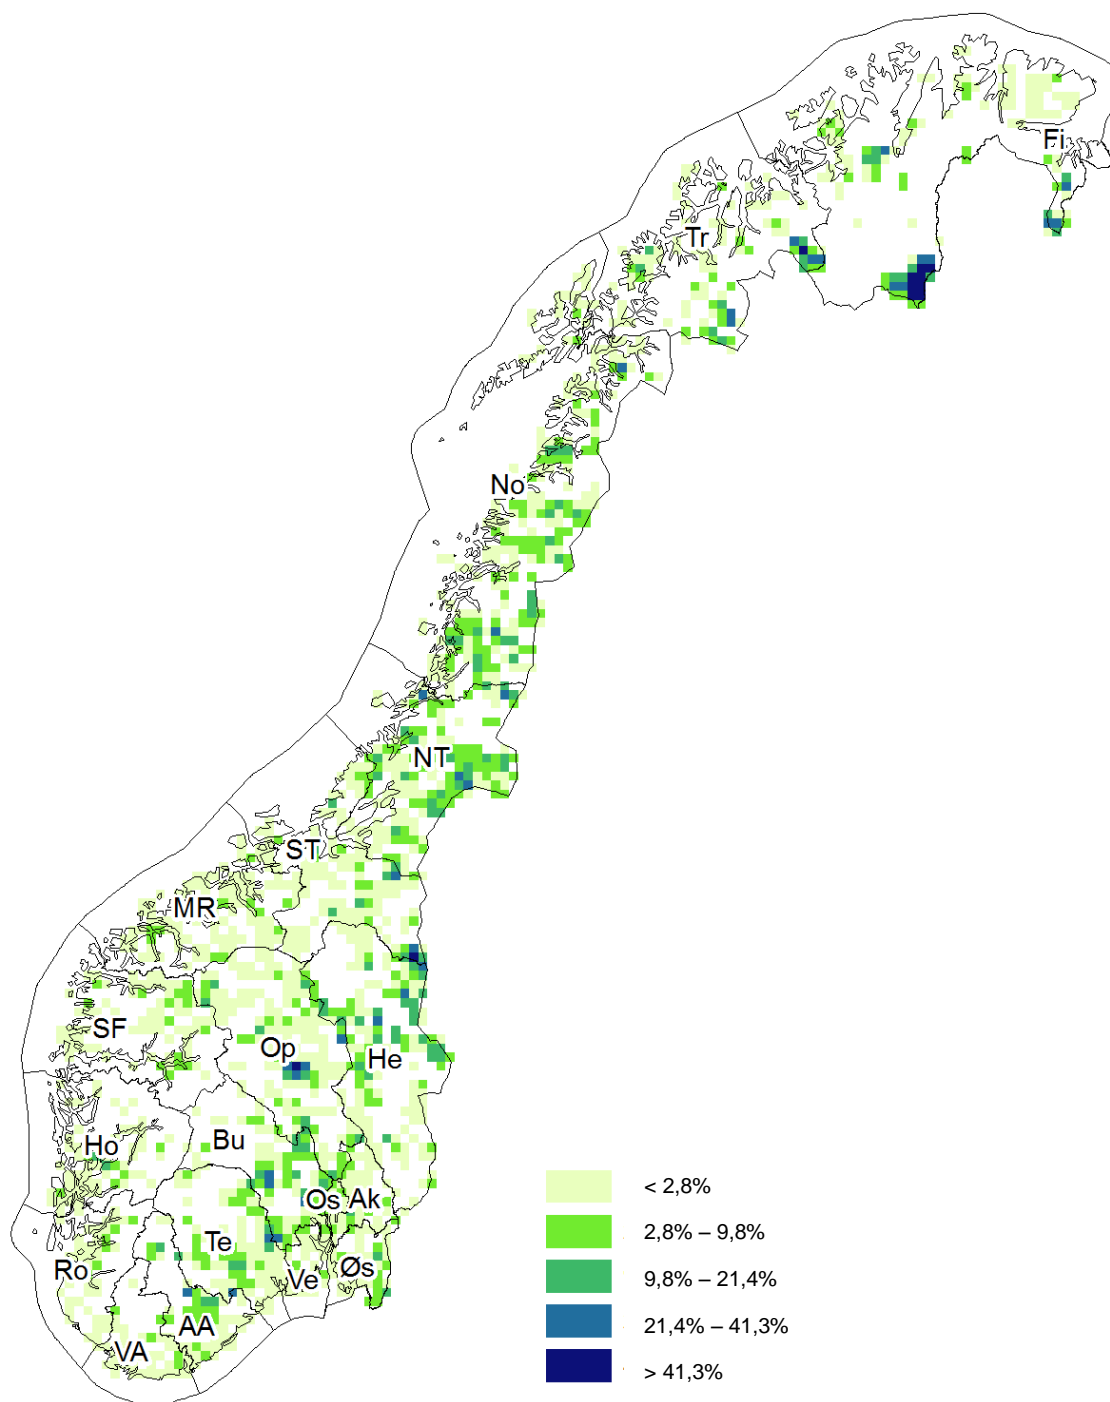 Fi
Tr
No
NT
ST
MR
SF
Op
He
Bu
Ho
Os Ak
Te
Ro
Ve
Øs
AA
VA
< 2,8%
2,8% – 9,8%
9,8% – 21,4%
21,4% – 41,3%
> 41,3%